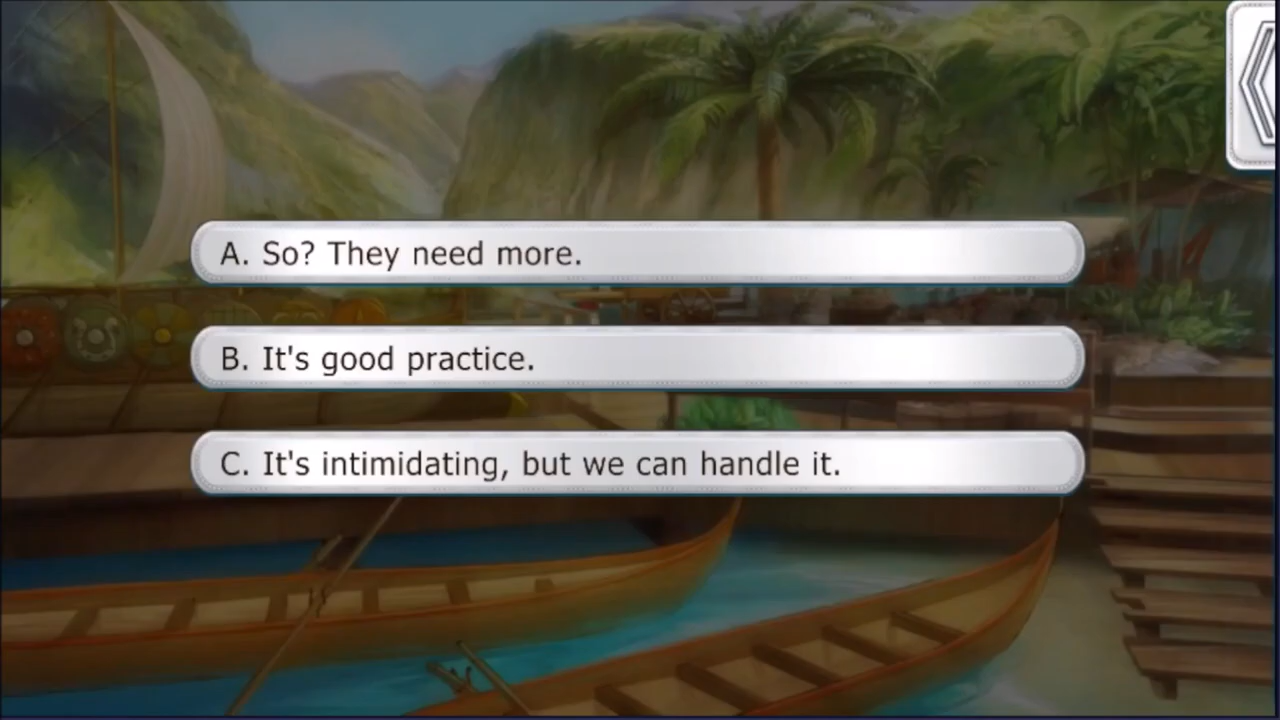 A. So? They need more.
B. It's good practice.
C. It's intimidating, but we can handle it.